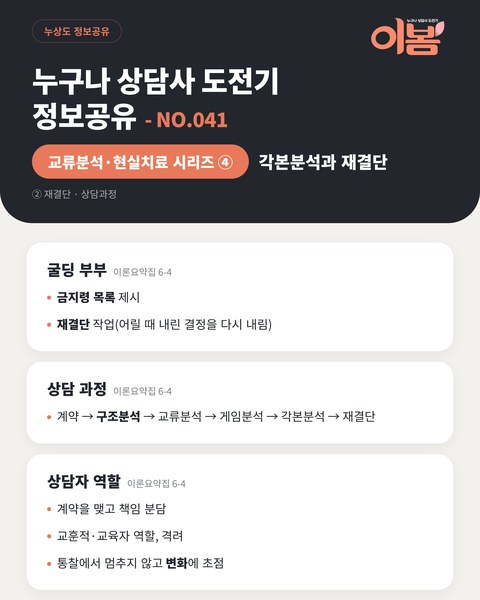 누상도 정보공유
누구나 상담사 도전기
이봄
누구나 상담사 도전기
정보공유 - NO.041
교류분석·현실치료 시리즈 ④ 각본분석과 재결단
② 재결단 · 상담과정
굴딩 부부 이론요약집 6-4
• 금지령 목록 제시
• 재결단 작업(어릴 때 내린 결정을 다시 내림)
상담 과정 이론요약집 6-4
• 계약 → 구조분석 → 교류분석 → 게임분석 → 각본분석 → 재결단
상담자 역할 이론요약집 6-4
• 계약을 맺고 책임 분담
• 교훈적·교육자 역할, 격려
• 통찰에서 멈추지 않고 변화에 초점